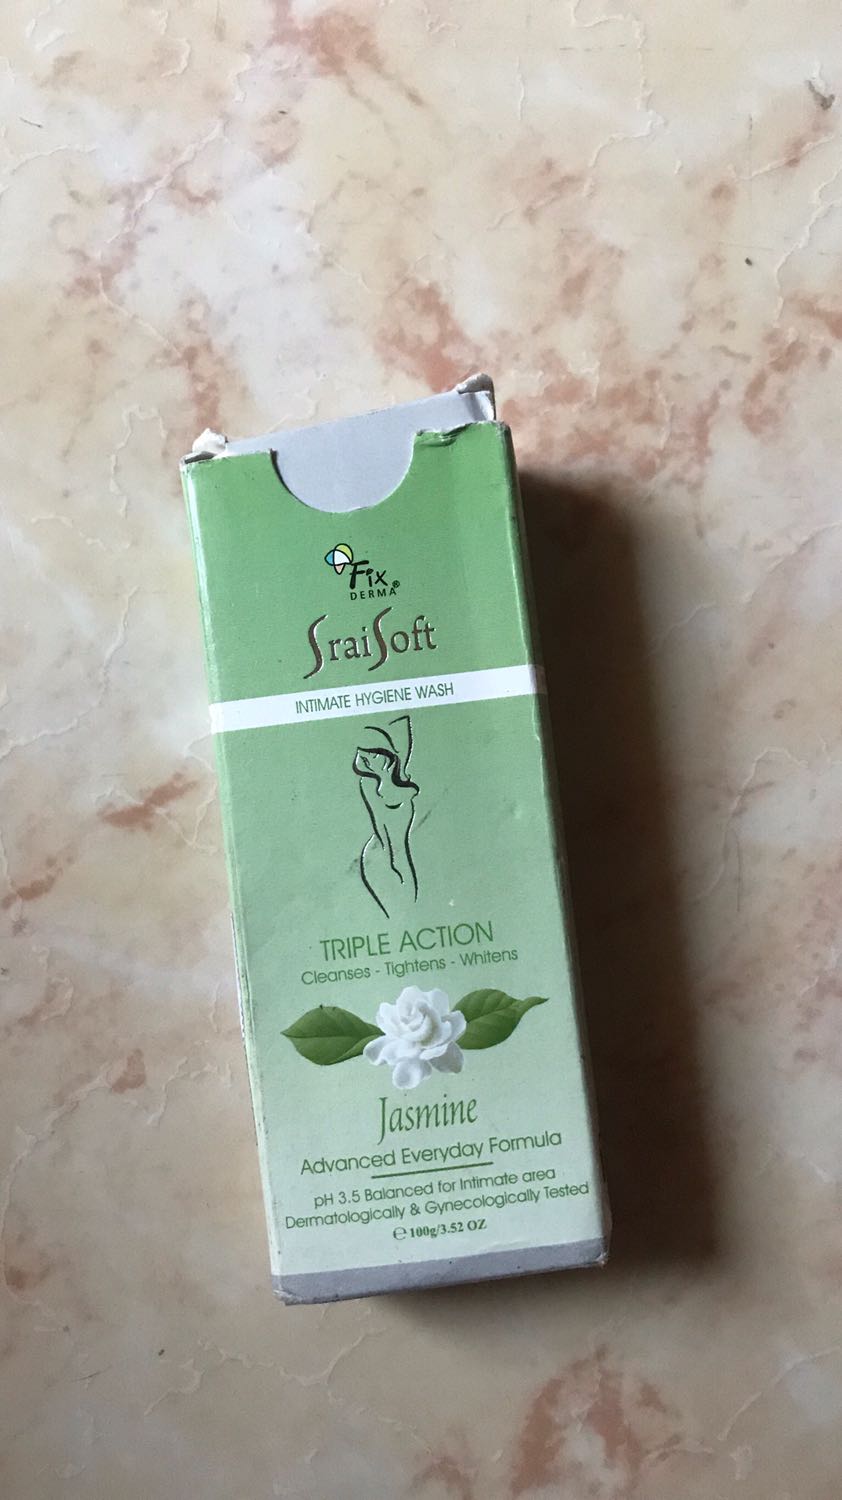 Fix
DERMA®
SraiSoft
INTIMATE HYGIENE WASH
TRIPLE ACTION
Cleanses - Tightens - Whitens
Jasmine
Advanced Everyday Formula
pH 3.5 Balanced for Intimate area
Dermatologically & Gynecologically Tested
℮ 100g/3.52 OZ